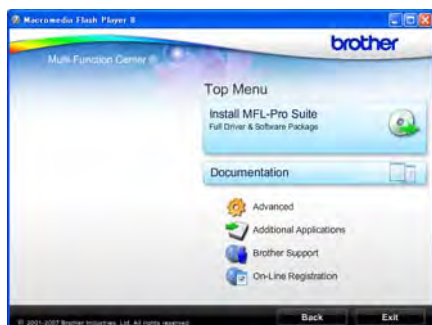 Macromedia Flash Player 8
brother
Multi-Function Center ®
Top Menu
Install MFL-Pro Suite
Full Driver & Software Package
Documentation
Advanced
Additional Applications
Brother Support
On-Line Registration
© 2001-2007 Brother Industries, Ltd. All rights reserved.
Back
Exit